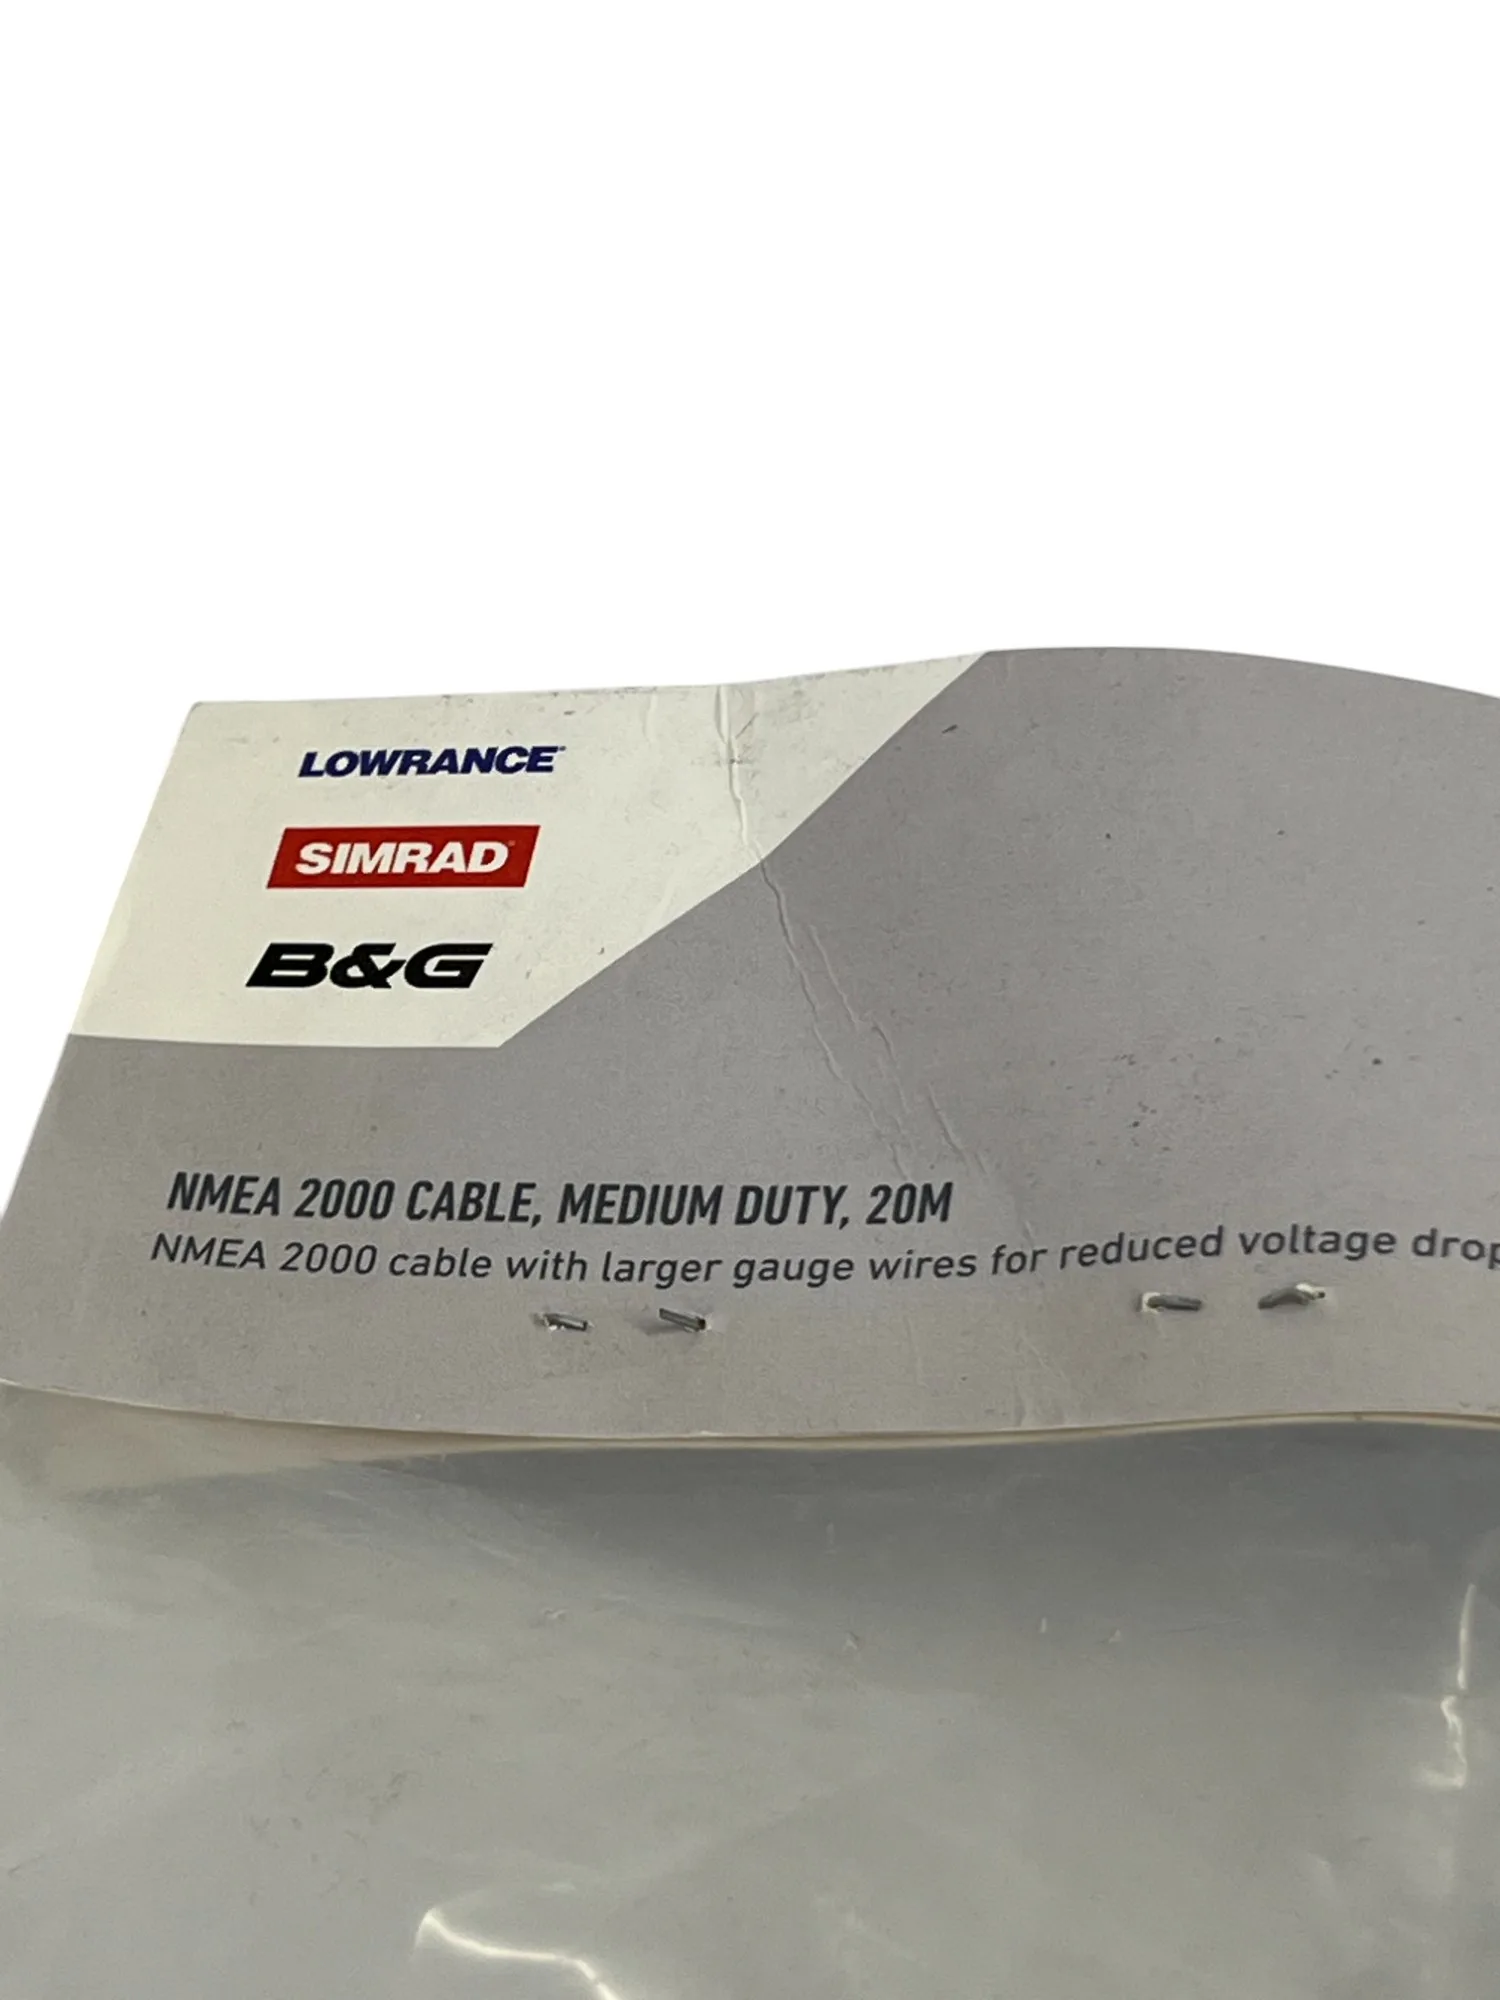 LOWRANCE
SIMRAD
B&G
NMEA 2000 CABLE, MEDIUM DUTY, 20M
NMEA 2000 cable with larger gauge wires for reduced voltage drop